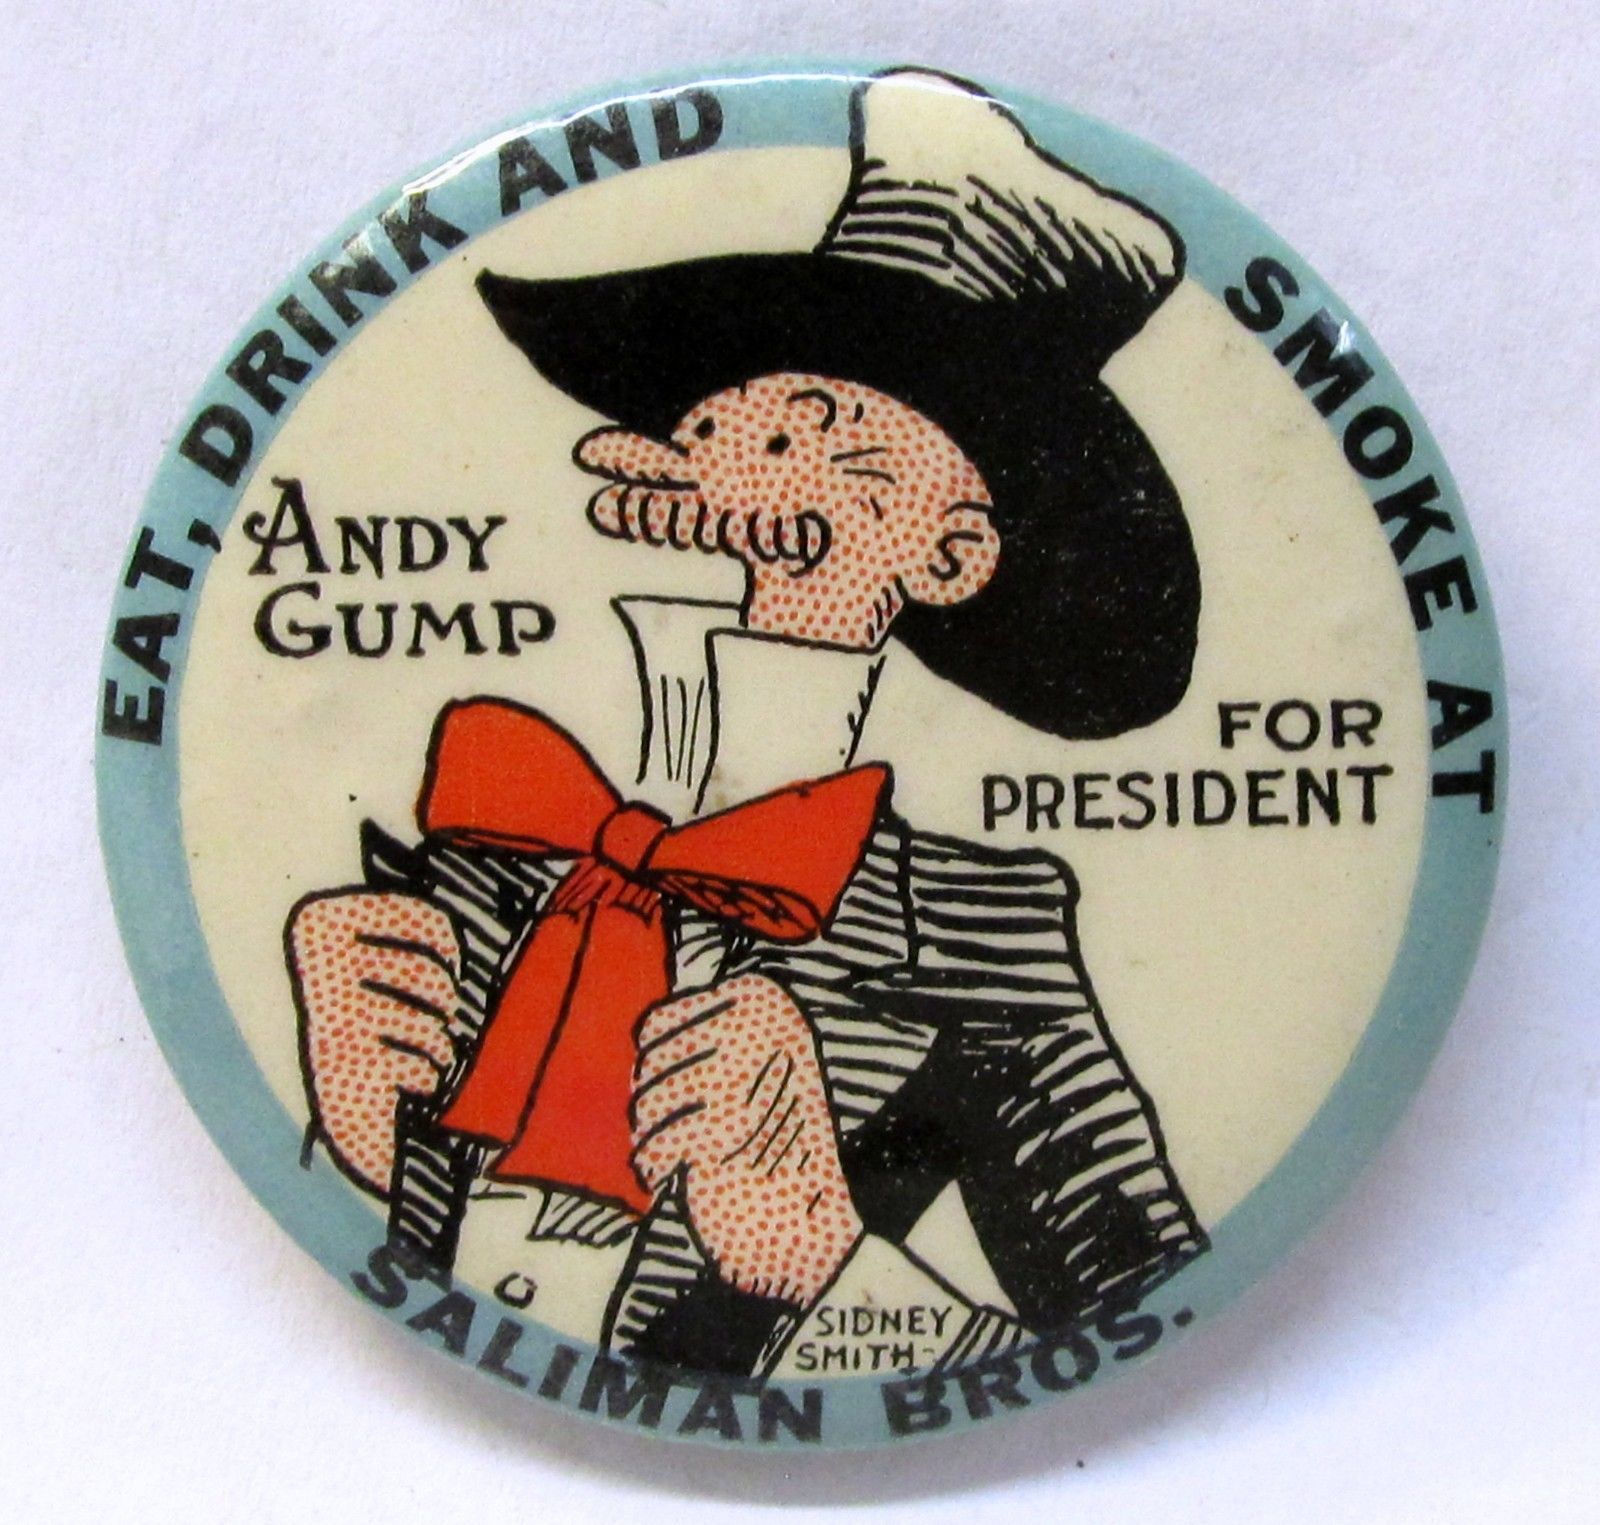 EAT, DRINK AND SMOKE AT
ANDY
GUMP
FOR
PRESIDENT
SIDNEY
SMITH
SALIMAN BROS.